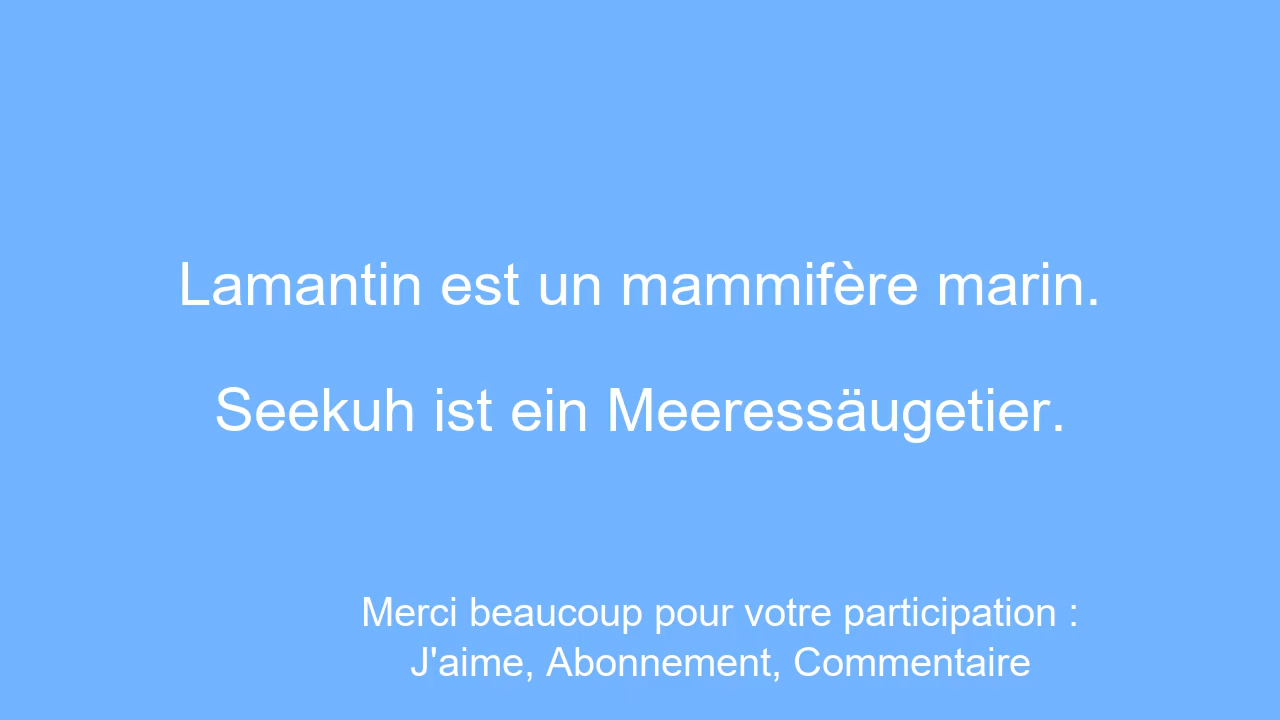 Lamantin est un mammifère marin.
Seekuh ist ein Meeressäugetier.
Merci beaucoup pour votre participation :
J'aime, Abonnement, Commentaire